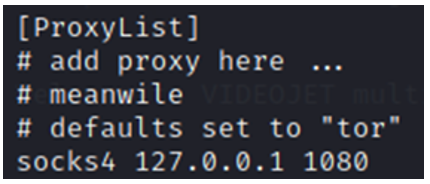 [ProxyList]
# add proxy here ...
# meanwile
# defaults set to "tor"
socks4 127.0.0.1 1080